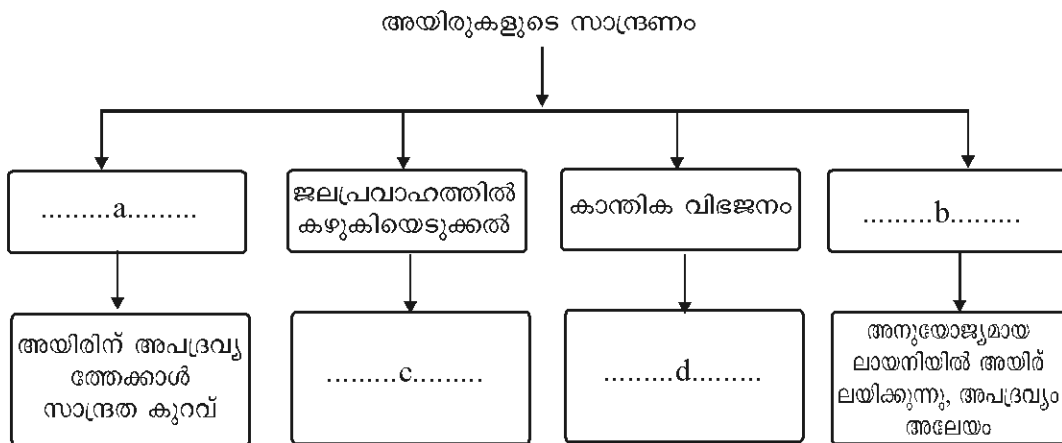 അയിരുകളുടെ സാന്ദ്രണം
.........a.........
ജലപ്രവാഹത്തിൽ
കഴുകിയെടുക്കൽ
കാന്തിക വിഭജനം
.........b.........
അയിരിന് അപദ്രവ്യ
ത്തേക്കാൾ
സാന്ദ്രത കുറവ്
.........c.........
.........d.........
അനുയോജ്യമായ
ലായനിയിൽ അയിര്
ലയിക്കുന്നു, അപദ്രവ്യം
അലേയം